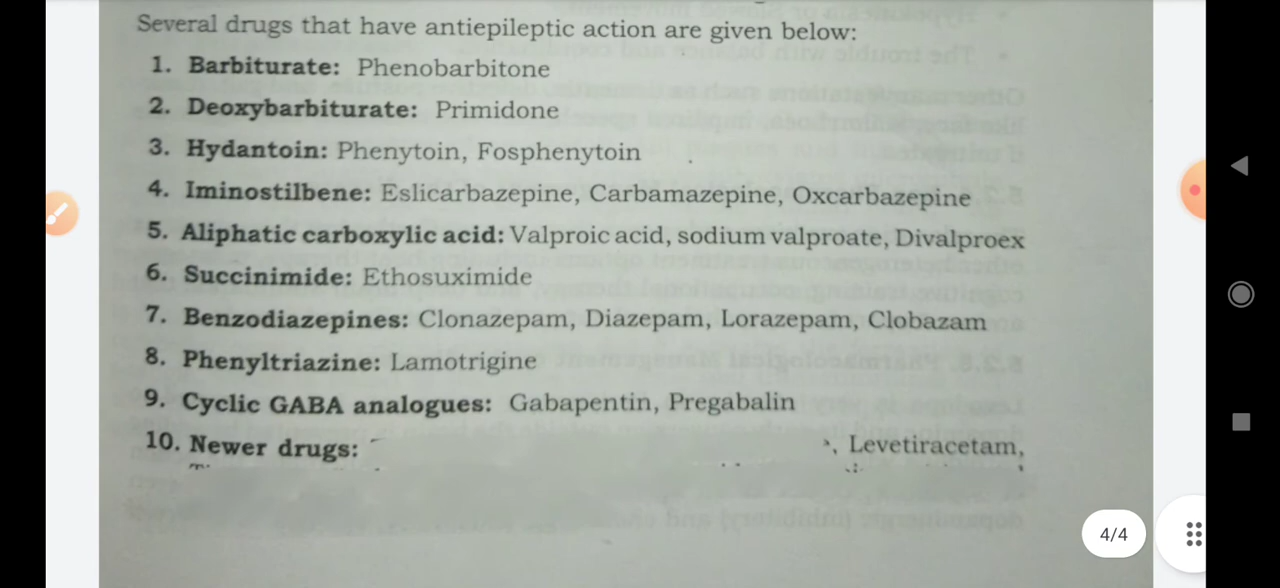 Several drugs that have antiepileptic action are given below:
1. Barbiturate: Phenobarbitone
2. Deoxybarbiturate: Primidone
3. Hydantoin: Phenytoin, Fosphenytoin
4. Iminostilbene: Eslicarbazepine, Carbamazepine, Oxcarbazepine
5. Aliphatic carboxylic acid: Valproic acid, sodium valproate, Divalproex
6. Succinimide: Ethosuximide
7. Benzodiazepines: Clonazepam, Diazepam, Lorazepam, Clobazam
8. Phenyltriazine: Lamotrigine
9. Cyclic GABA analogues: Gabapentin, Pregabalin
10. Newer drugs: , Levetiracetam,
4/4